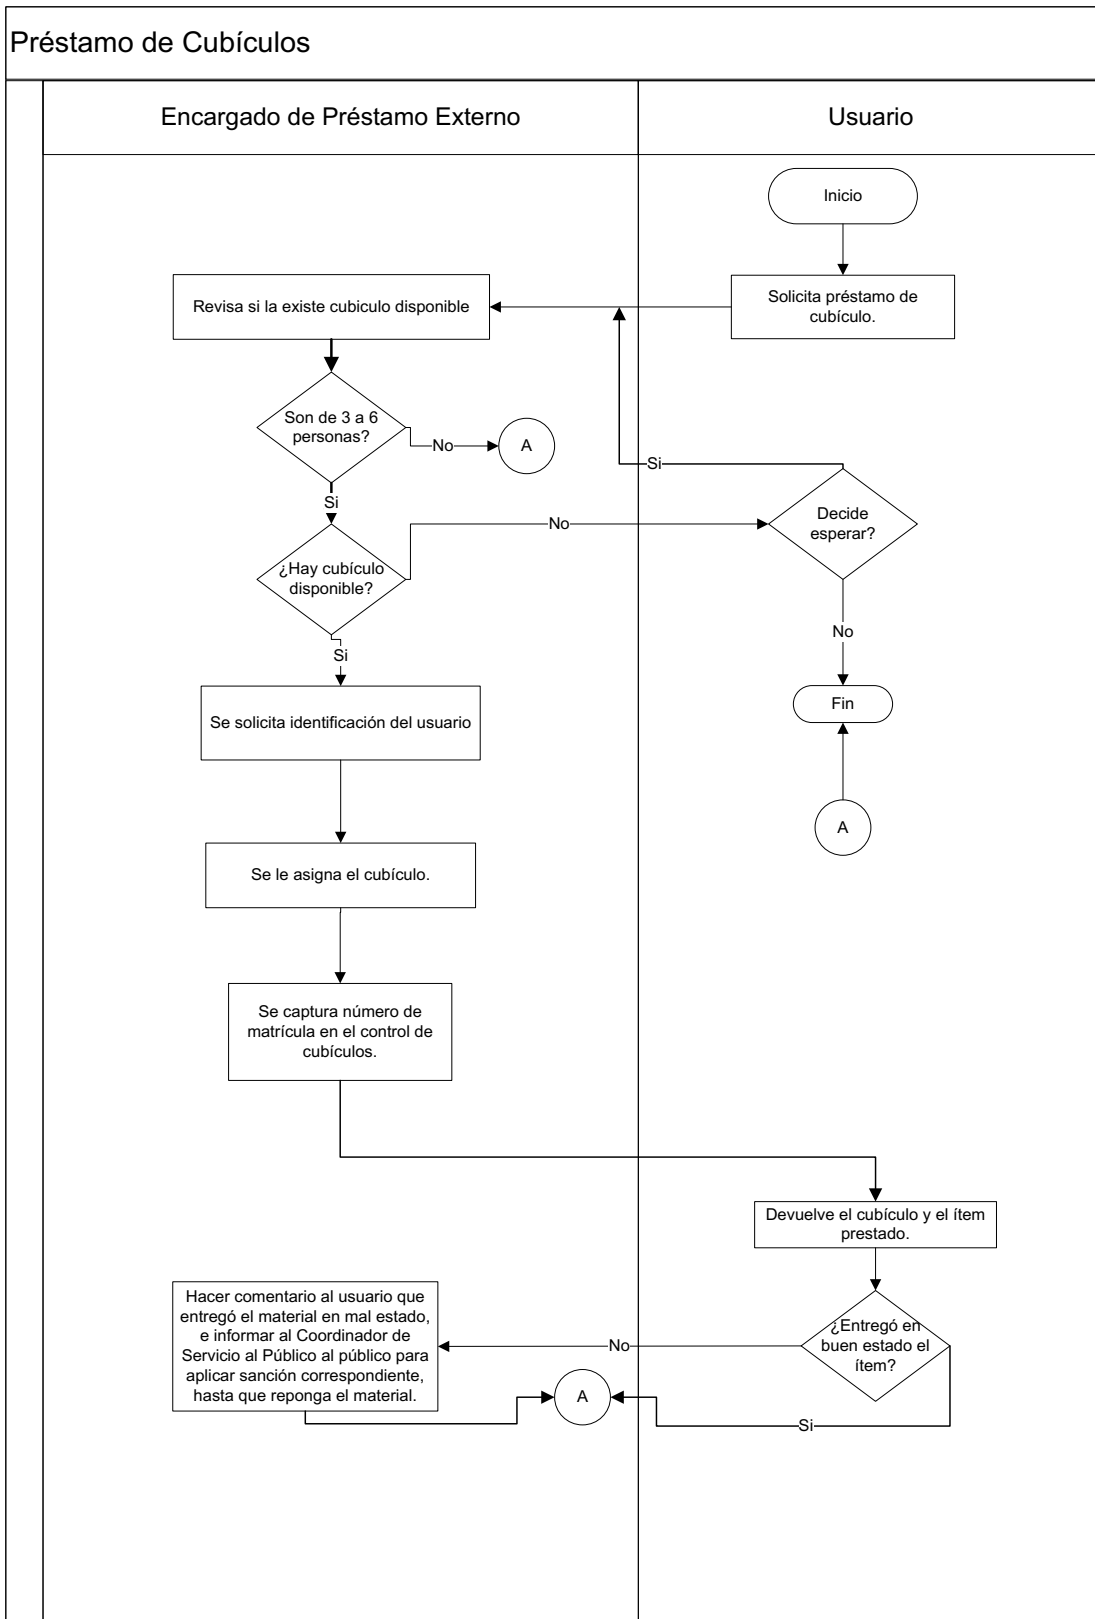 Préstamo de Cubículos
Encargado de Préstamo Externo
Usuario
Inicio
Solicita préstamo de
cubículo.
Revisa si la existe cubiculo disponible
Son de 3 a 6
personas?
No
A
Si
Si
Decide
esperar?
No
¿Hay cubículo
disponible?
Si
No
Se solicita identificación del usuario
Fin
A
Se le asigna el cubículo.
Se captura número de
matrícula en el control de
cubículos.
Devuelve el cubículo y el ítem
prestado.
¿Entregó en
buen estado el
ítem?
No
Hacer comentario al usuario que
entregó el material en mal estado,
e informar al Coordinador de
Servicio al Público al público para
aplicar sanción correspondiente,
hasta que reponga el material.
A
Si